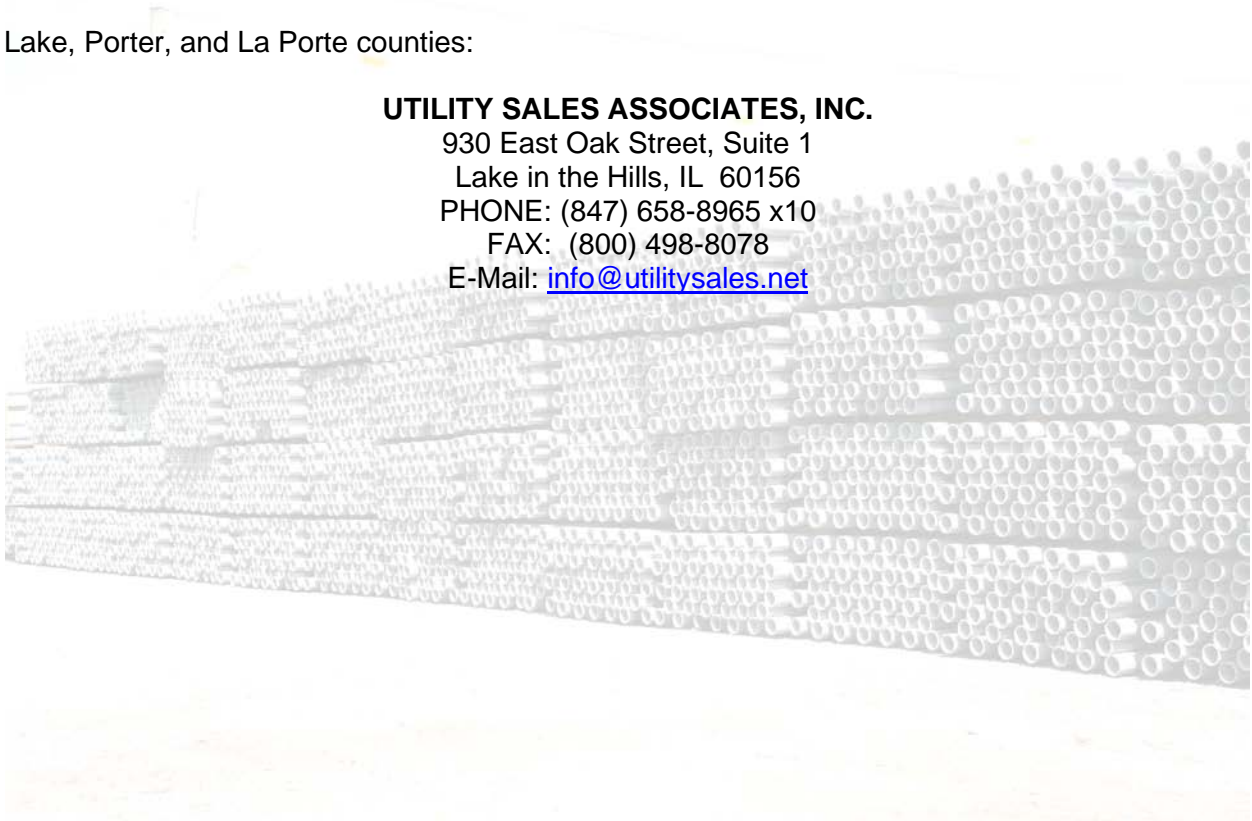 Lake, Porter, and La Porte counties:
UTILITY SALES ASSOCIATES, INC.
930 East Oak Street, Suite 1
Lake in the Hills, IL 60156
PHONE: (847) 658-8965 x10
FAX: (800) 498-8078
E-Mail: info@utilitysales.net